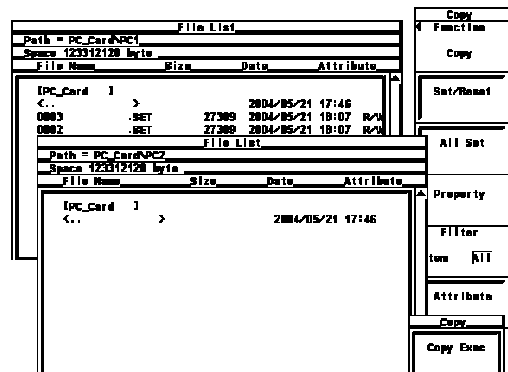 File List
Path = PC_Card\PC1
Space 123312128 byte
File Name Size Date Attribute
[PC_Card ]
<.. > 2004/05/21 17:46
0003 .SET 27309 2004/05/21 18:07 R/W
0002 .SET 27309 2004/05/21 18:07 R/W
File List
Path = PC_Card\PC2
Space 123312128 byte
File Name Size Date Attribute
[PC_Card ]
<.. > 2004/05/21 17:46
Copy
Function
Copy
Set/Reset
All Set
Property
Filter
Item All
Attribute
Copy
Copy Exec